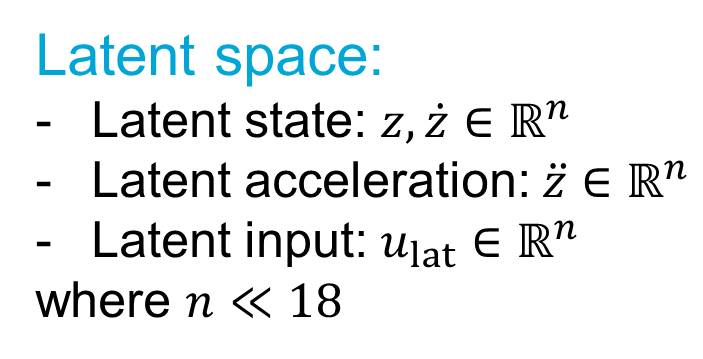 Latent space:
- Latent state: z, ż ∈ ℝⁿ
- Latent acceleration: z̈ ∈ ℝⁿ
- Latent input: u_lat ∈ ℝⁿ
where n ≪ 18